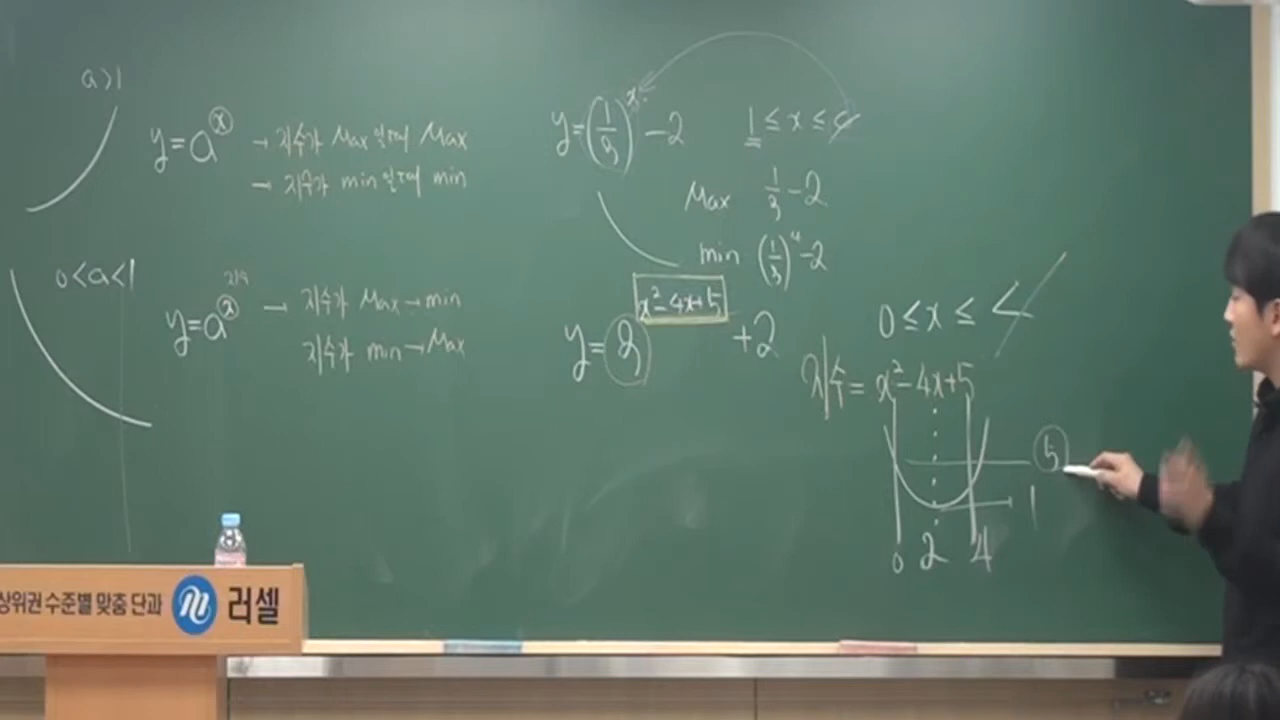 a>1
y=a^x → 지수가 Max 일때 Max
→ 지수가 min 일때 min
0<a<1
y=a^x → 지수가 Max → min
지수가 min → Max
y=(1/3)^x -2 1≤x≤4
Max 1/3-2
min (1/3)^4-2
y=3^(x²-4x+5) +2
0≤x≤4
지수=x²-4x+5
5
1
0 2 4
상위권 수준별 맞춤 단과 러셀